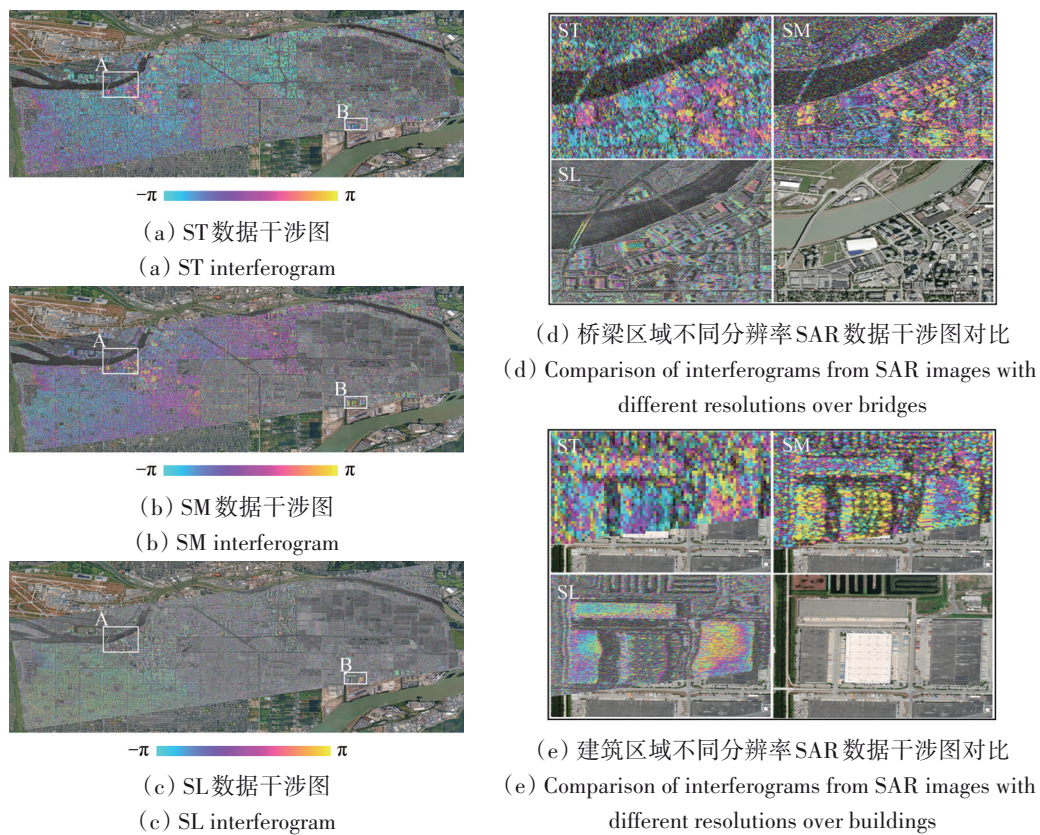 A
B
−π π
(a) ST数据干涉图
(a) ST interferogram
A
B
−π π
(b) SM数据干涉图
(b) SM interferogram
A
B
−π π
(c) SL数据干涉图
(c) SL interferogram
ST SM
SL
(d) 桥梁区域不同分辨率SAR数据干涉图对比
(d) Comparison of interferograms from SAR images with
different resolutions over bridges
ST SM
SL
(e) 建筑区域不同分辨率SAR数据干涉图对比
(e) Comparison of interferograms from SAR images with
different resolutions over buildings